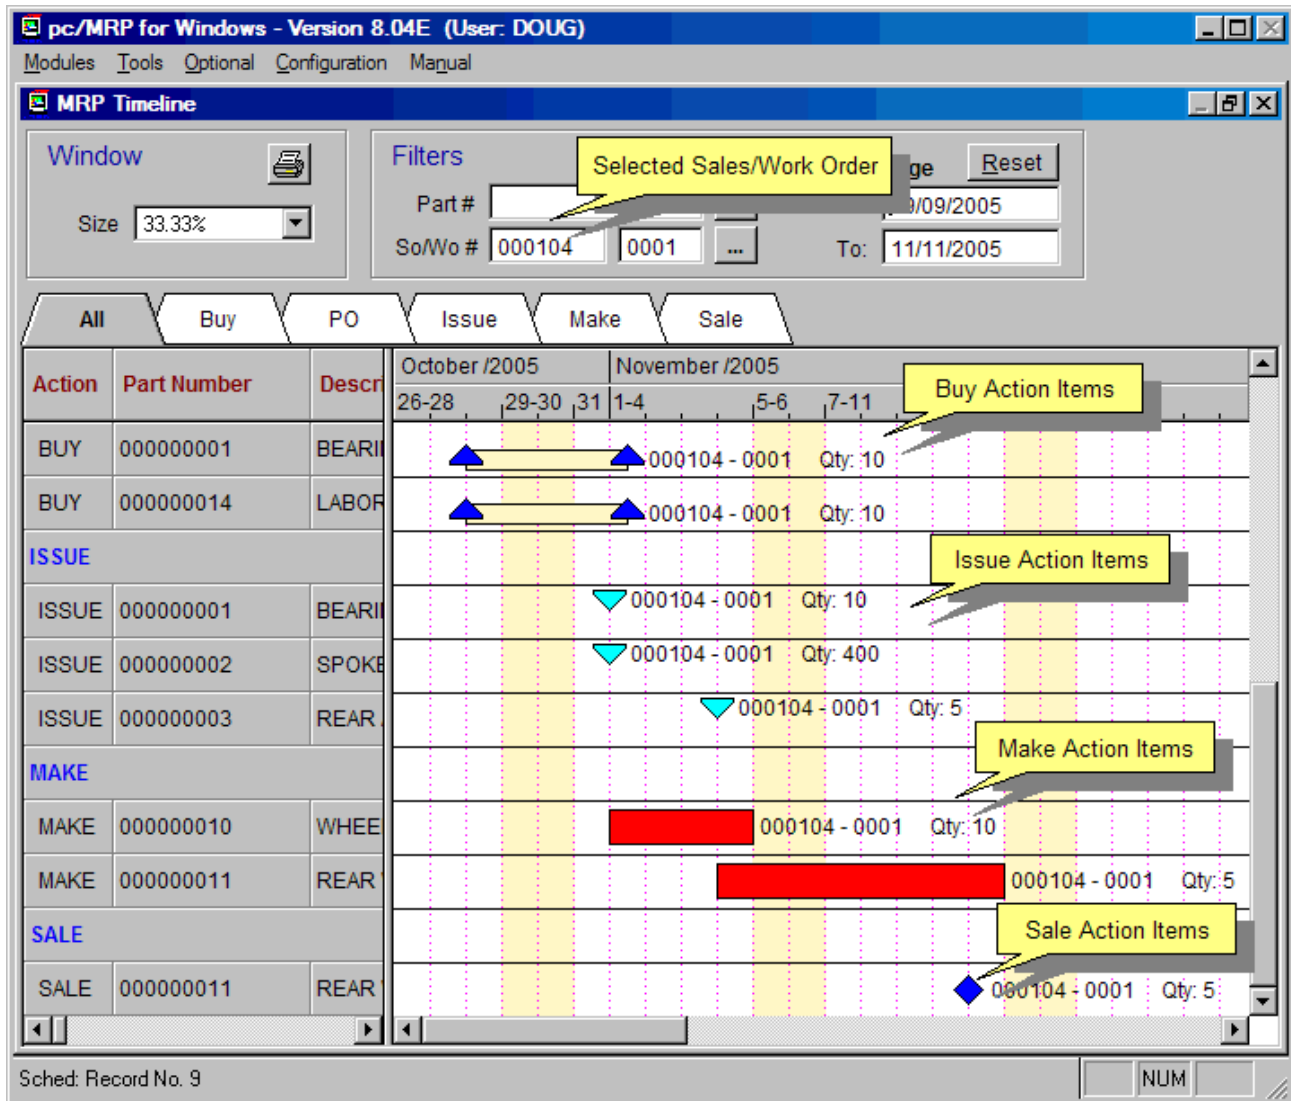 pc/MRP for Windows - Version 8.04E (User: DOUG)
Modules Tools Optional Configuration Manual
MRP Timeline
Window
Filters
Selected Sales/Work Order
Reset
Part #
Size 33.33%
So/Wo # 000104 0001 ... To: 11/11/2005
All Buy PO Issue Make Sale
Action Part Number
October /2005 November /2005
26-28 29-30 31 1-4 5-6 7-11
Buy Action Items
BUY 000000001 000104 - 0001 Qty: 10
BUY 000000014 LABOR 000104 - 0001 Qty: 10
ISSUE
Issue Action Items
ISSUE 000000001 000104 - 0001 Qty: 10
ISSUE 000000002 000104 - 0001 Qty: 400
ISSUE 000000003 REAR 000104 - 0001 Qty: 5
MAKE
Make Action Items
MAKE 000000010 000104 - 0001 Qty: 10
MAKE 000000011 REAR 000104 - 0001 Qty: 5
SALE
Sale Action Items
SALE 000000011 REAR 000104 - 0001 Qty: 5
Sched: Record No. 9 NUM